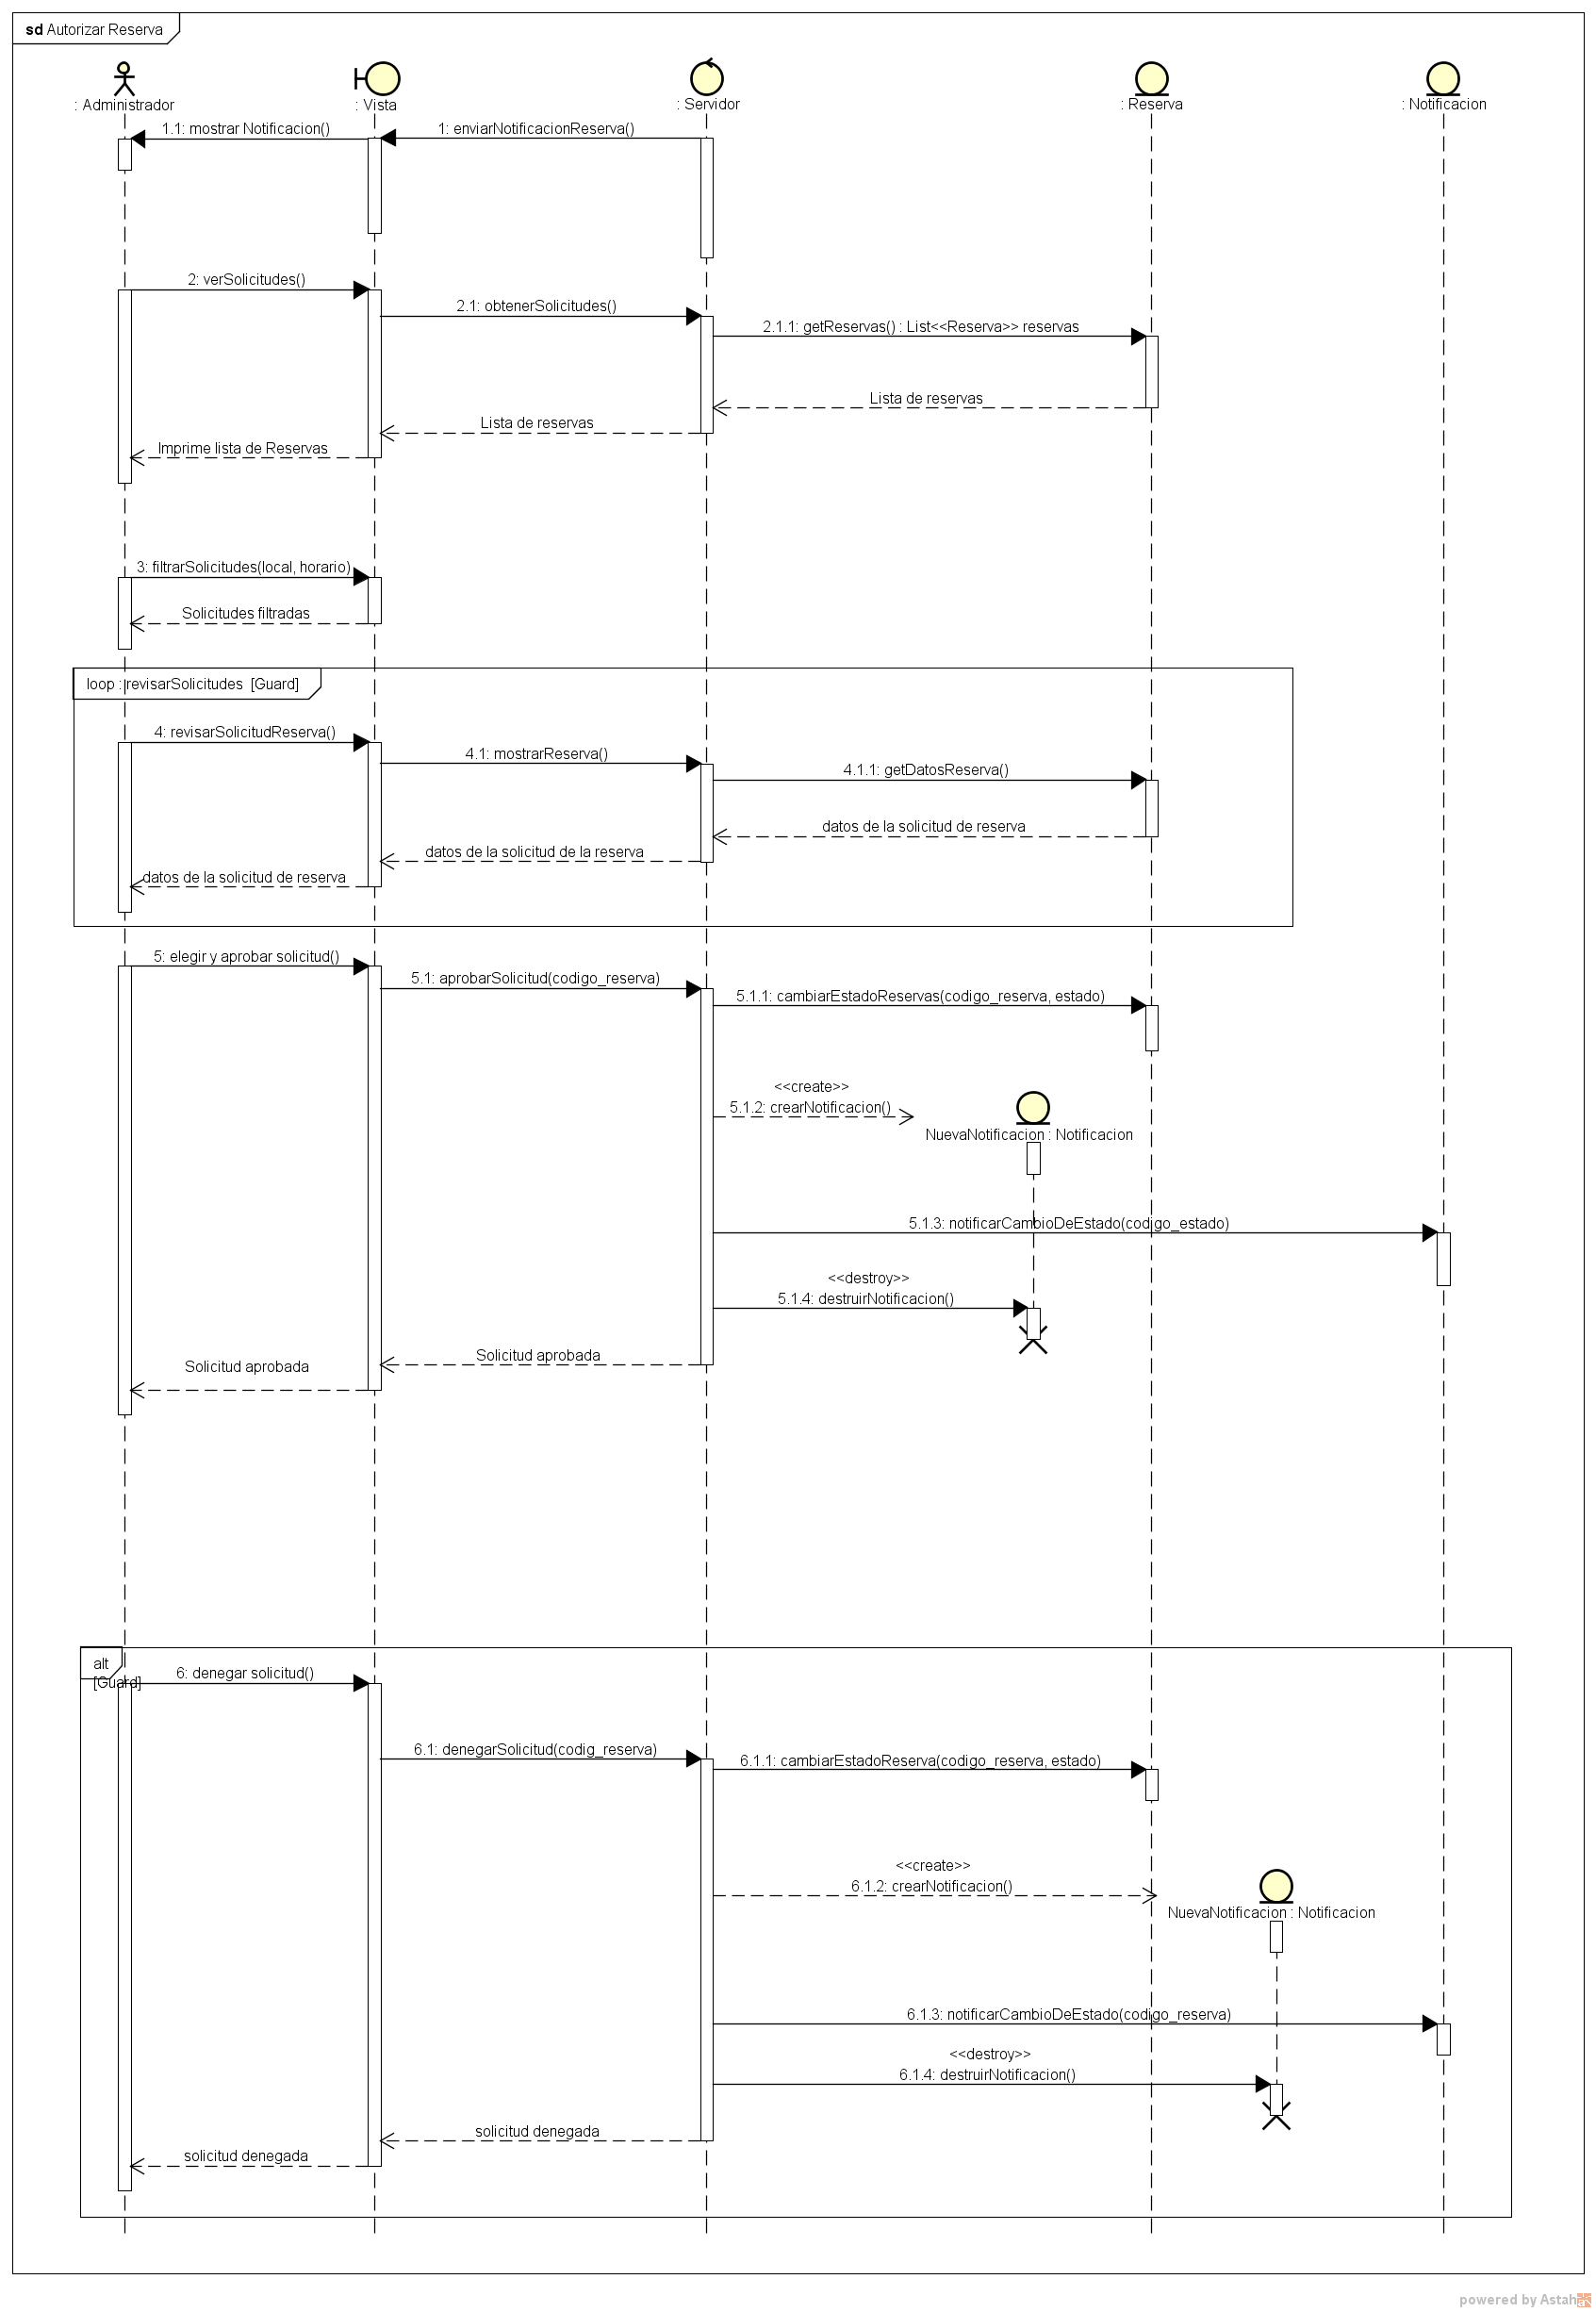 sd Autorizar Reserva
: Administrador
: Vista
: Servidor
: Reserva
: Notificacion
1.1: mostrar Notificacion()
1: enviarNotificacionReserva()
2: verSolicitudes()
2.1: obtenerSolicitudes()
2.1.1: getReservas() : List<<Reserva>> reservas
Lista de reservas
Lista de reservas
Imprime lista de Reservas
3: filtrarSolicitudes(local, horario)
Solicitudes filtradas
loop : revisarSolicitudes [Guard]
4: revisarSolicitudReserva()
4.1: mostrarReserva()
4.1.1: getDatosReserva()
datos de la solicitud de reserva
datos de la solicitud de la reserva
datos de la solicitud de reserva
5: elegir y aprobar solicitud()
5.1: aprobarSolicitud(codigo_reserva)
5.1.1: cambiarEstadoReservas(codigo_reserva, estado)
<<create>>
5.1.2: crearNotificacion()
NuevaNotificacion : Notificacion
5.1.3: notificarCambioDeEstado(codigo_estado)
<<destroy>>
5.1.4: destruirNotificacion()
Solicitud aprobada
Solicitud aprobada
alt
[Guard]
6: denegar solicitud()
6.1: denegarSolicitud(codig_reserva)
6.1.1: cambiarEstadoReserva(codigo_reserva, estado)
<<create>>
6.1.2: crearNotificacion()
NuevaNotificacion : Notificacion
6.1.3: notificarCambioDeEstado(codigo_reserva)
<<destroy>>
6.1.4: destruirNotificacion()
solicitud denegada
solicitud denegada
powered by Astah